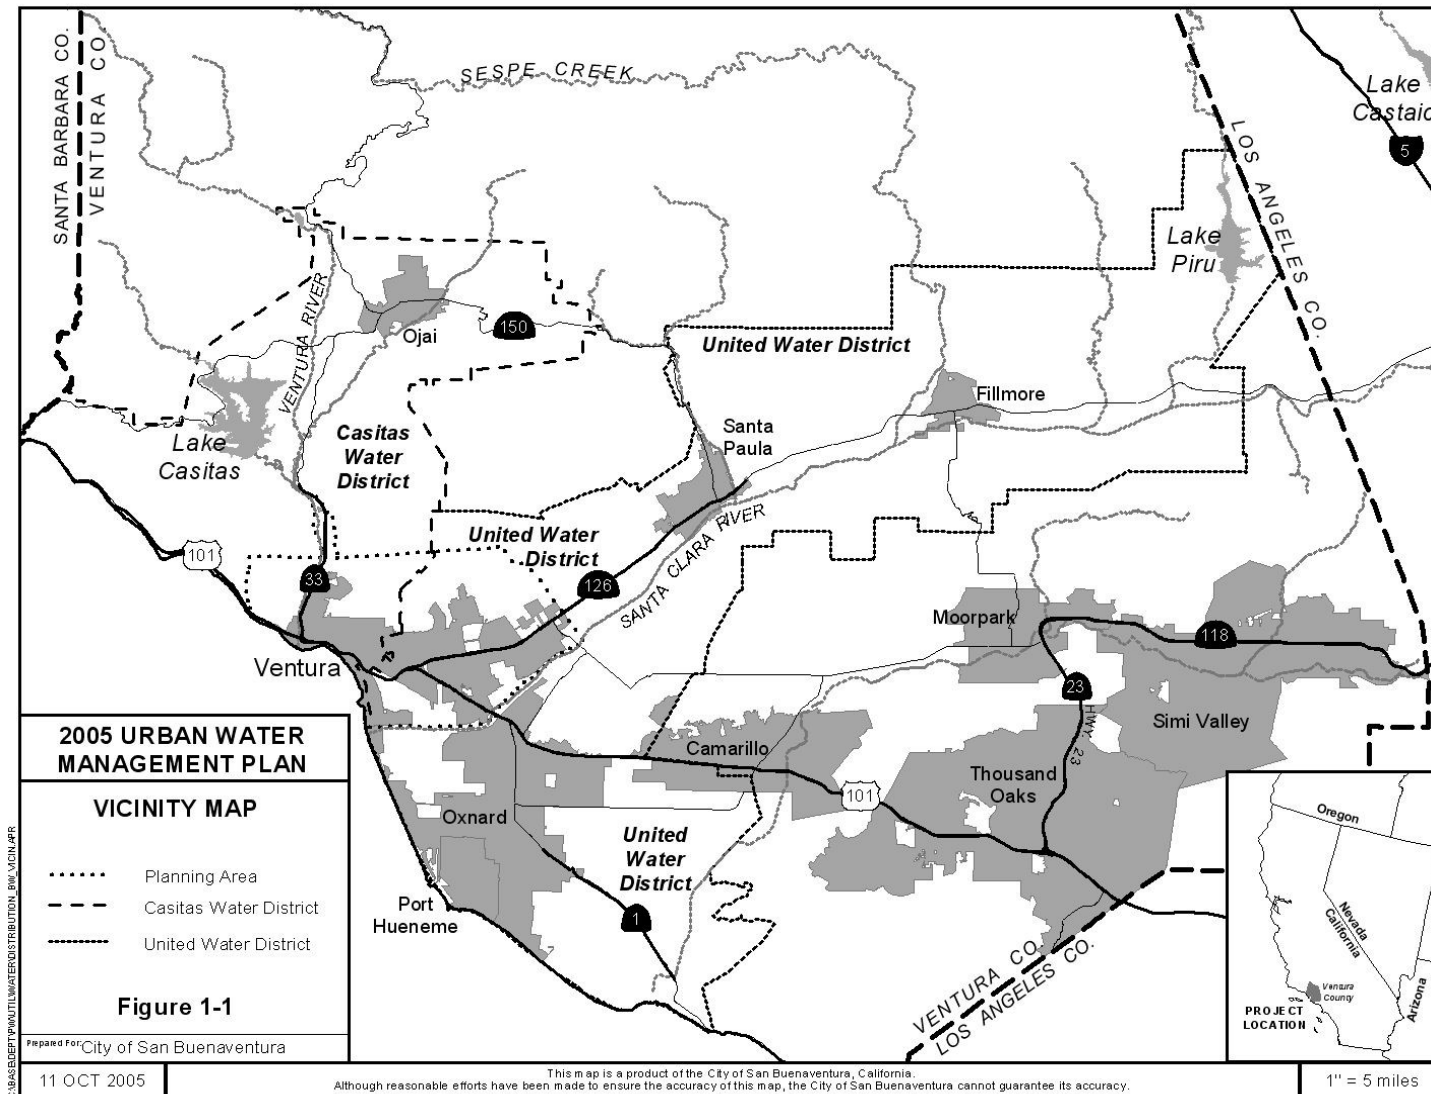 SANTA BARBARA CO.
VENTURA CO.
SESPE CREEK
Lake
Castaic
5
LOS ANGELES CO.
Lake
Piru
VENTURA RIVER
Ojai
150
United Water District
Fillmore
Santa
Paula
Lake
Casitas
Casitas
Water
District
United Water
District
SANTA CLARA RIVER
101
33
126
Moorpark
118
Ventura
23
HWY. 23
Simi Valley
Camarillo
Thousand
Oaks
101
Oxnard
United
Water
District
Port
Hueneme
1
VENTURA CO.
LOS ANGELES CO.
2005 URBAN WATER
MANAGEMENT PLAN
VICINITY MAP
Planning Area
Casitas Water District
United Water District
Figure 1-1
Prepared For: City of San Buenaventura
11 OCT 2005
This map is a product of the City of San Buenaventura, California.
Although reasonable efforts have been made to ensure the accuracy of this map, the City of San Buenaventura cannot guarantee its accuracy.
1" = 5 miles
Oregon
Nevada
California
Arizona
Ventura
County
PROJECT
LOCATION